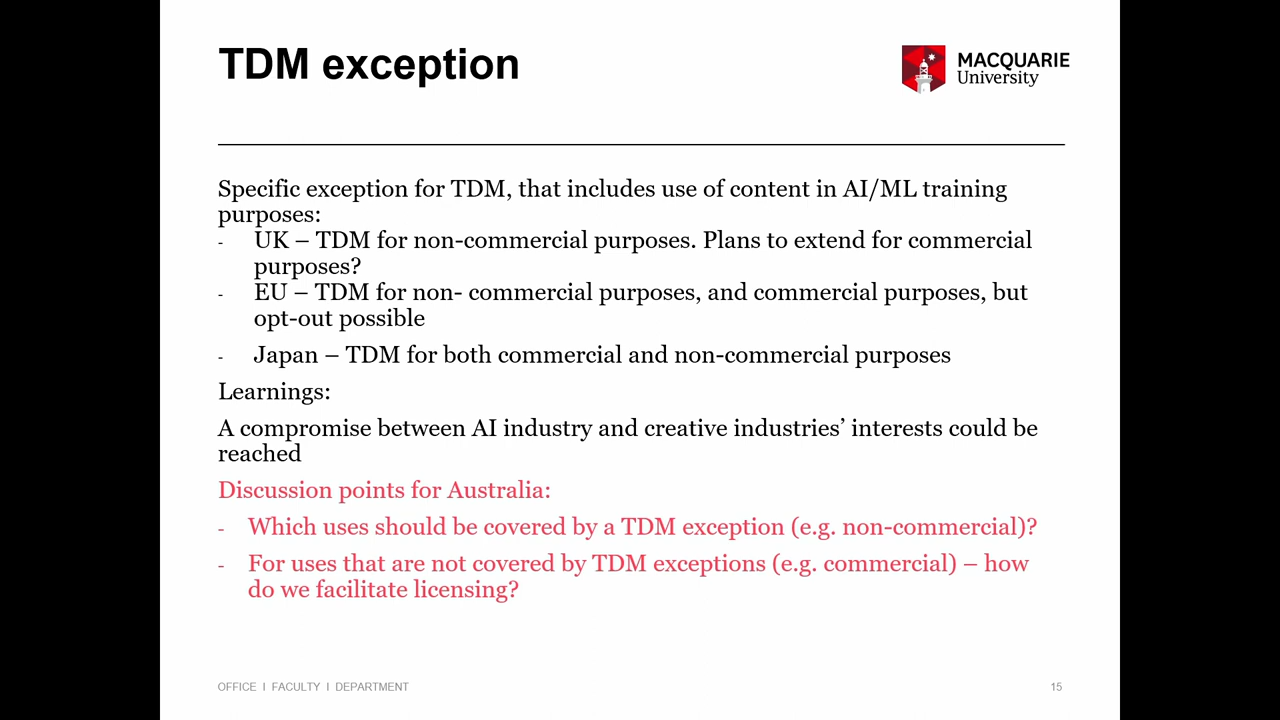 TDM exception
MACQUARIE
University
Specific exception for TDM, that includes use of content in AI/ML training
purposes:
- UK – TDM for non-commercial purposes. Plans to extend for commercial
purposes?
- EU – TDM for non- commercial purposes, and commercial purposes, but
opt-out possible
- Japan – TDM for both commercial and non-commercial purposes
Learnings:
A compromise between AI industry and creative industries’ interests could be
reached
Discussion points for Australia:
- Which uses should be covered by a TDM exception (e.g. non-commercial)?
- For uses that are not covered by TDM exceptions (e.g. commercial) – how
do we facilitate licensing?
OFFICE I FACULTY I DEPARTMENT
15